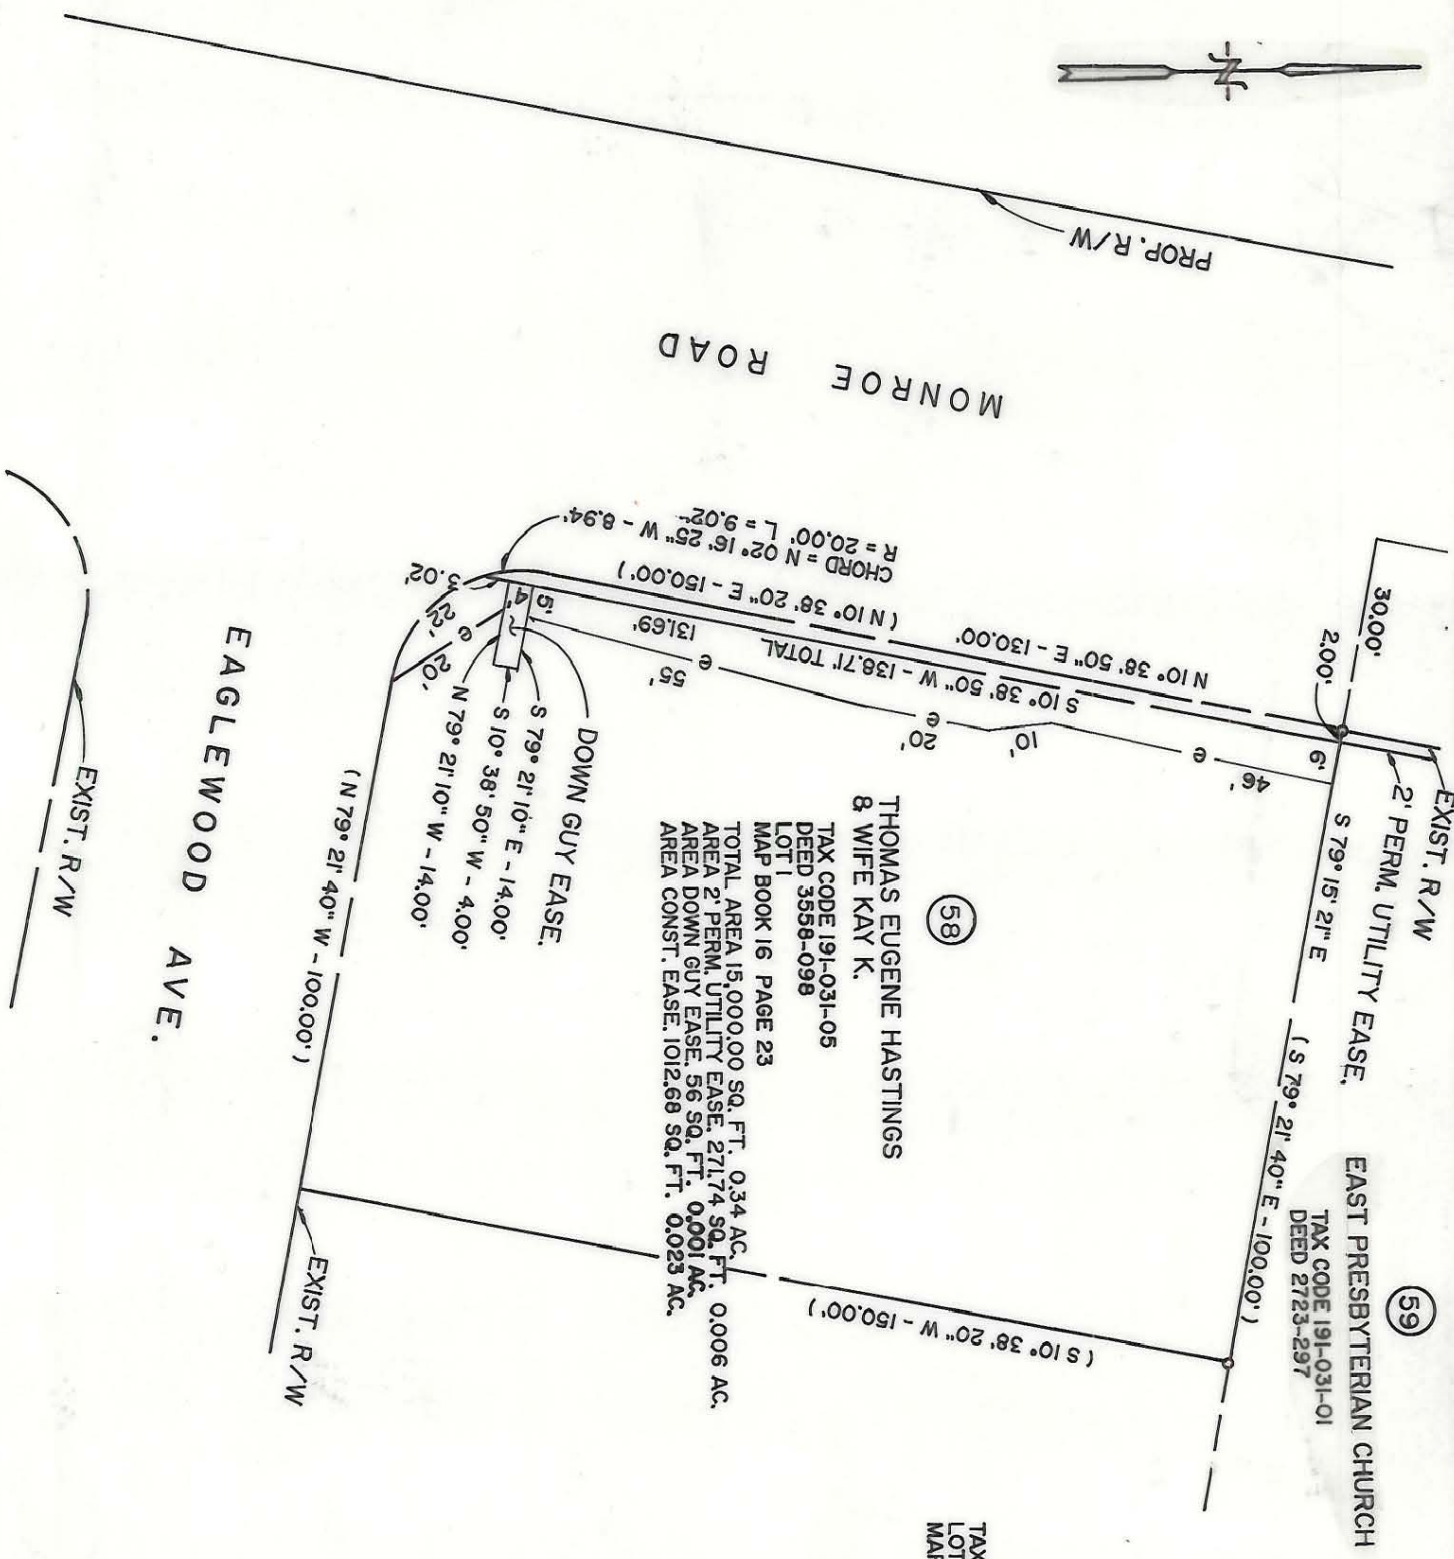 N
PROP. R/W
MONROE ROAD
EXIST. R/W
2' PERM. UTILITY EASE.
30.00'
2.00'
6'
S 79° 15' 21" E
(S 79° 21' 40" E - 100.00')
59
EAST PRESBYTERIAN CHURCH
TAX CODE 191-031-01
DEED 2723-297
N 10° 38' 50" E - 130.00'
(N 10° 38' 20" E - 150.00')
S 10° 38' 50" W - 138.71' TOTAL
131.69'
CHORD = N 02° 16' 25" W - 8.94'
R = 20.00' L = 9.02'
46'
e
10'
20'
e
55'
e
5'
4'
3.02'
22'
e
20'
58
THOMAS EUGENE HASTINGS
& WIFE KAY K.
TAX CODE 191-031-05
DEED 3558-098
LOT 1
MAP BOOK 16 PAGE 23
TOTAL AREA 15,000.00 SQ. FT. 0.34 AC.
AREA 2' PERM. UTILITY EASE. 271.74 SQ. FT. 0.006 AC.
AREA DOWN GUY EASE. 56 SQ. FT. 0.001 AC.
AREA CONST. EASE. 1012.68 SQ. FT. 0.023 AC.
DOWN GUY EASE.
S 79° 21' 10" E - 14.00'
S 10° 38' 50" W - 4.00'
N 79° 21' 10" W - 14.00'
(S 10° 38' 20" W - 150.00')
(N 79° 21' 40" W - 100.00')
EXIST. R/W
EAGLEWOOD AVE.
EXIST. R/W
TAX
LOT
MAP